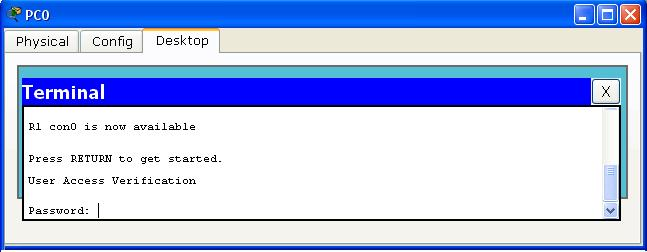 PC0
Physical Config Desktop
Terminal
X
R1 con0 is now available
Press RETURN to get started.
User Access Verification
Password: